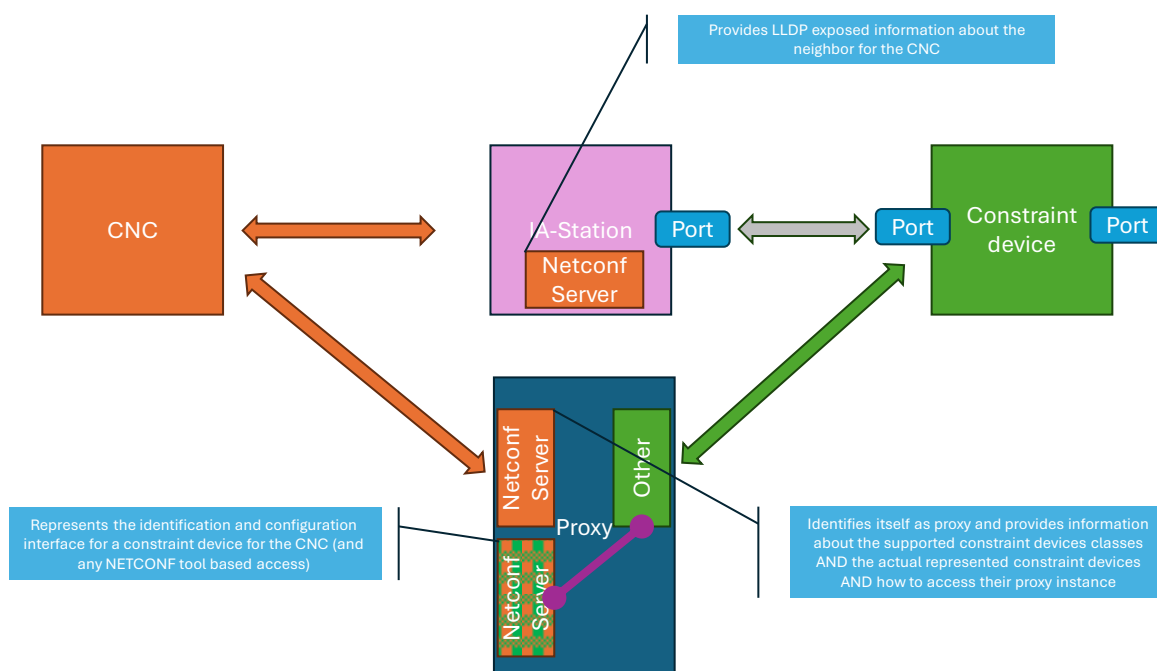 Provides LLDP exposed information about the
neighbor for the CNC
CNC
IA-Station
Netconf
Server
Port
Port
Constraint
device
Port
Netconf
Server
Other
Proxy
Netconf
Server
Represents the identification and configuration
interface for a constraint device for the CNC (and
any NETCONF tool based access)
Identifies itself as proxy and provides information
about the supported constraint devices classes
AND the actual represented constraint devices
AND how to access their proxy instance